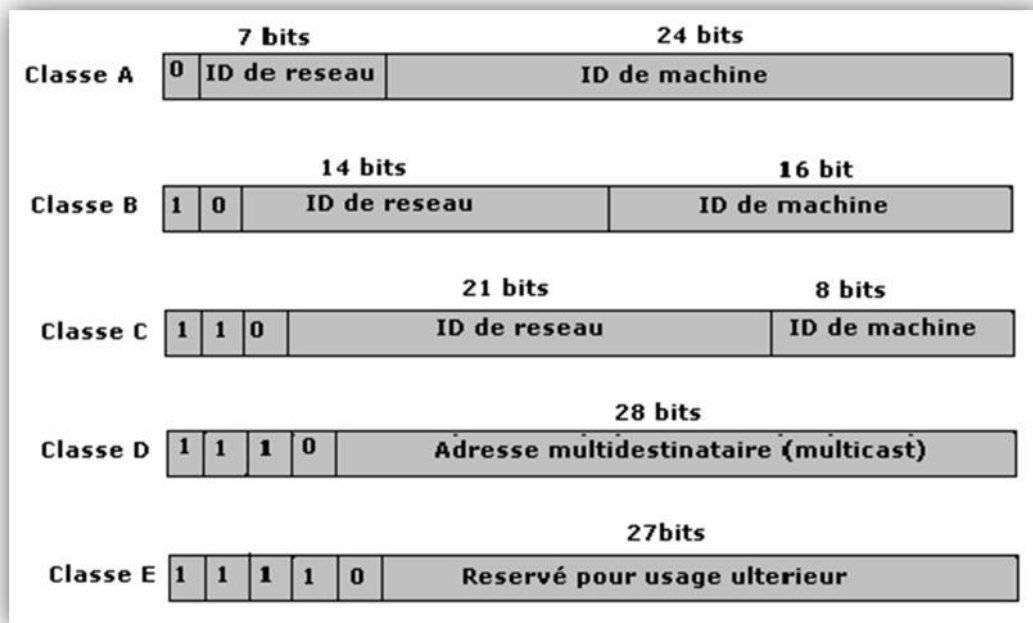 7 bits 24 bits
Classe A 0 ID de reseau ID de machine
14 bits 16 bit
Classe B 1 0 ID de reseau ID de machine
21 bits 8 bits
Classe C 1 1 0 ID de reseau ID de machine
28 bits
Classe D 1 1 1 0 Adresse multidestinataire (multicast)
27bits
Classe E 1 1 1 1 0 Reservé pour usage ulterieur